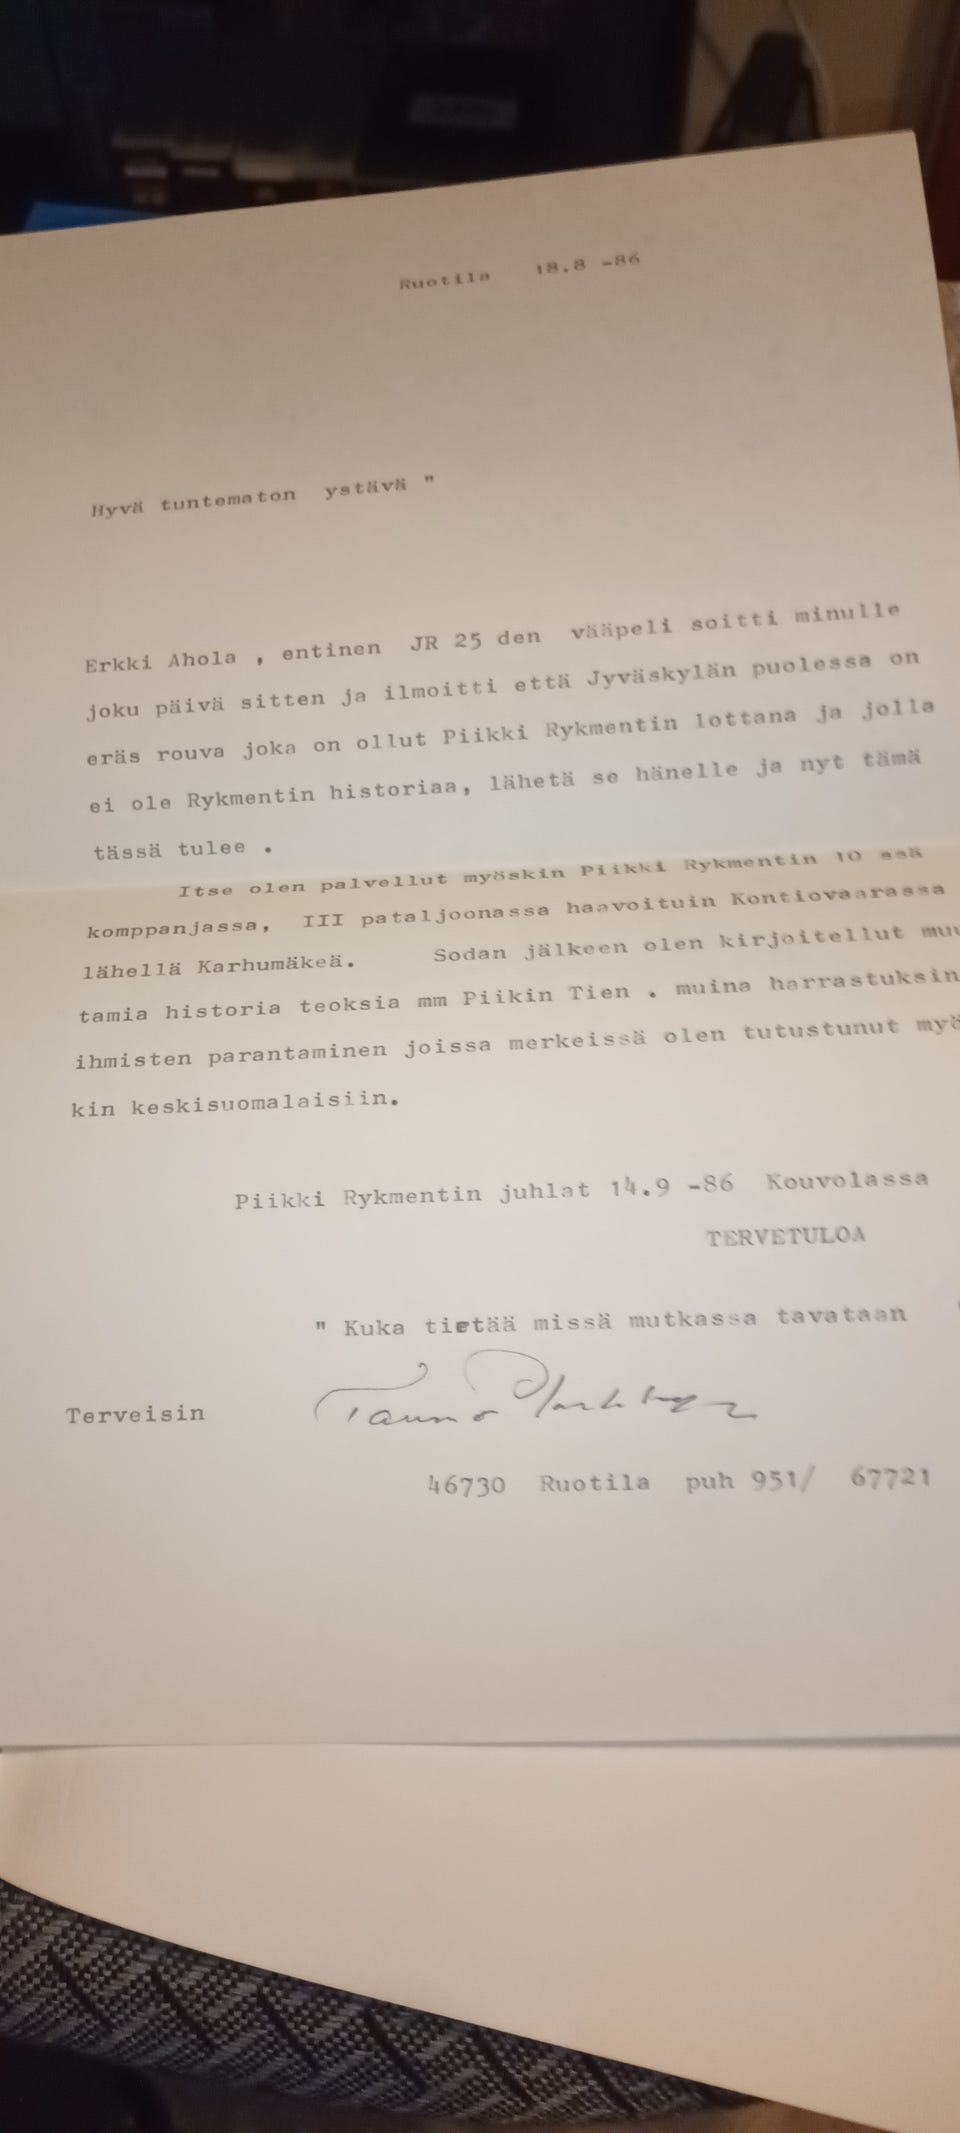 Ruotila 18.8 -86
Hyvä tuntematon ystävä "
Erkki Ahola , entinen JR 25 den vääpeli soitti minulle
joku päivä sitten ja ilmoitti että Jyväskylän puolessa on
eräs rouva joka on ollut Piikki Rykmentin lottana ja jolla
ei ole Rykmentin historiaa, lähetä se hänelle ja nyt tämä
tässä tulee .
Itse olen palvellut myöskin Piikki Rykmentin 10 ssä
komppanjassa, III pataljoonassa haavoituin Kontiovaarassa
lähellä Karhumäkeä. Sodan jälkeen olen kirjoitellut muu
tamia historia teoksia mm Piikin Tien . muina harrastuksin
ihmisten parantaminen joissa merkeissä olen tutustunut myö
kin keskisuomalaisiin.
Piikki Rykmentin juhlat 14.9 -86 Kouvolassa
TERVETULOA
" Kuka tietää missä mutkassa tavataan "
Terveisin Tauno
46730 Ruotila puh 951/ 67721